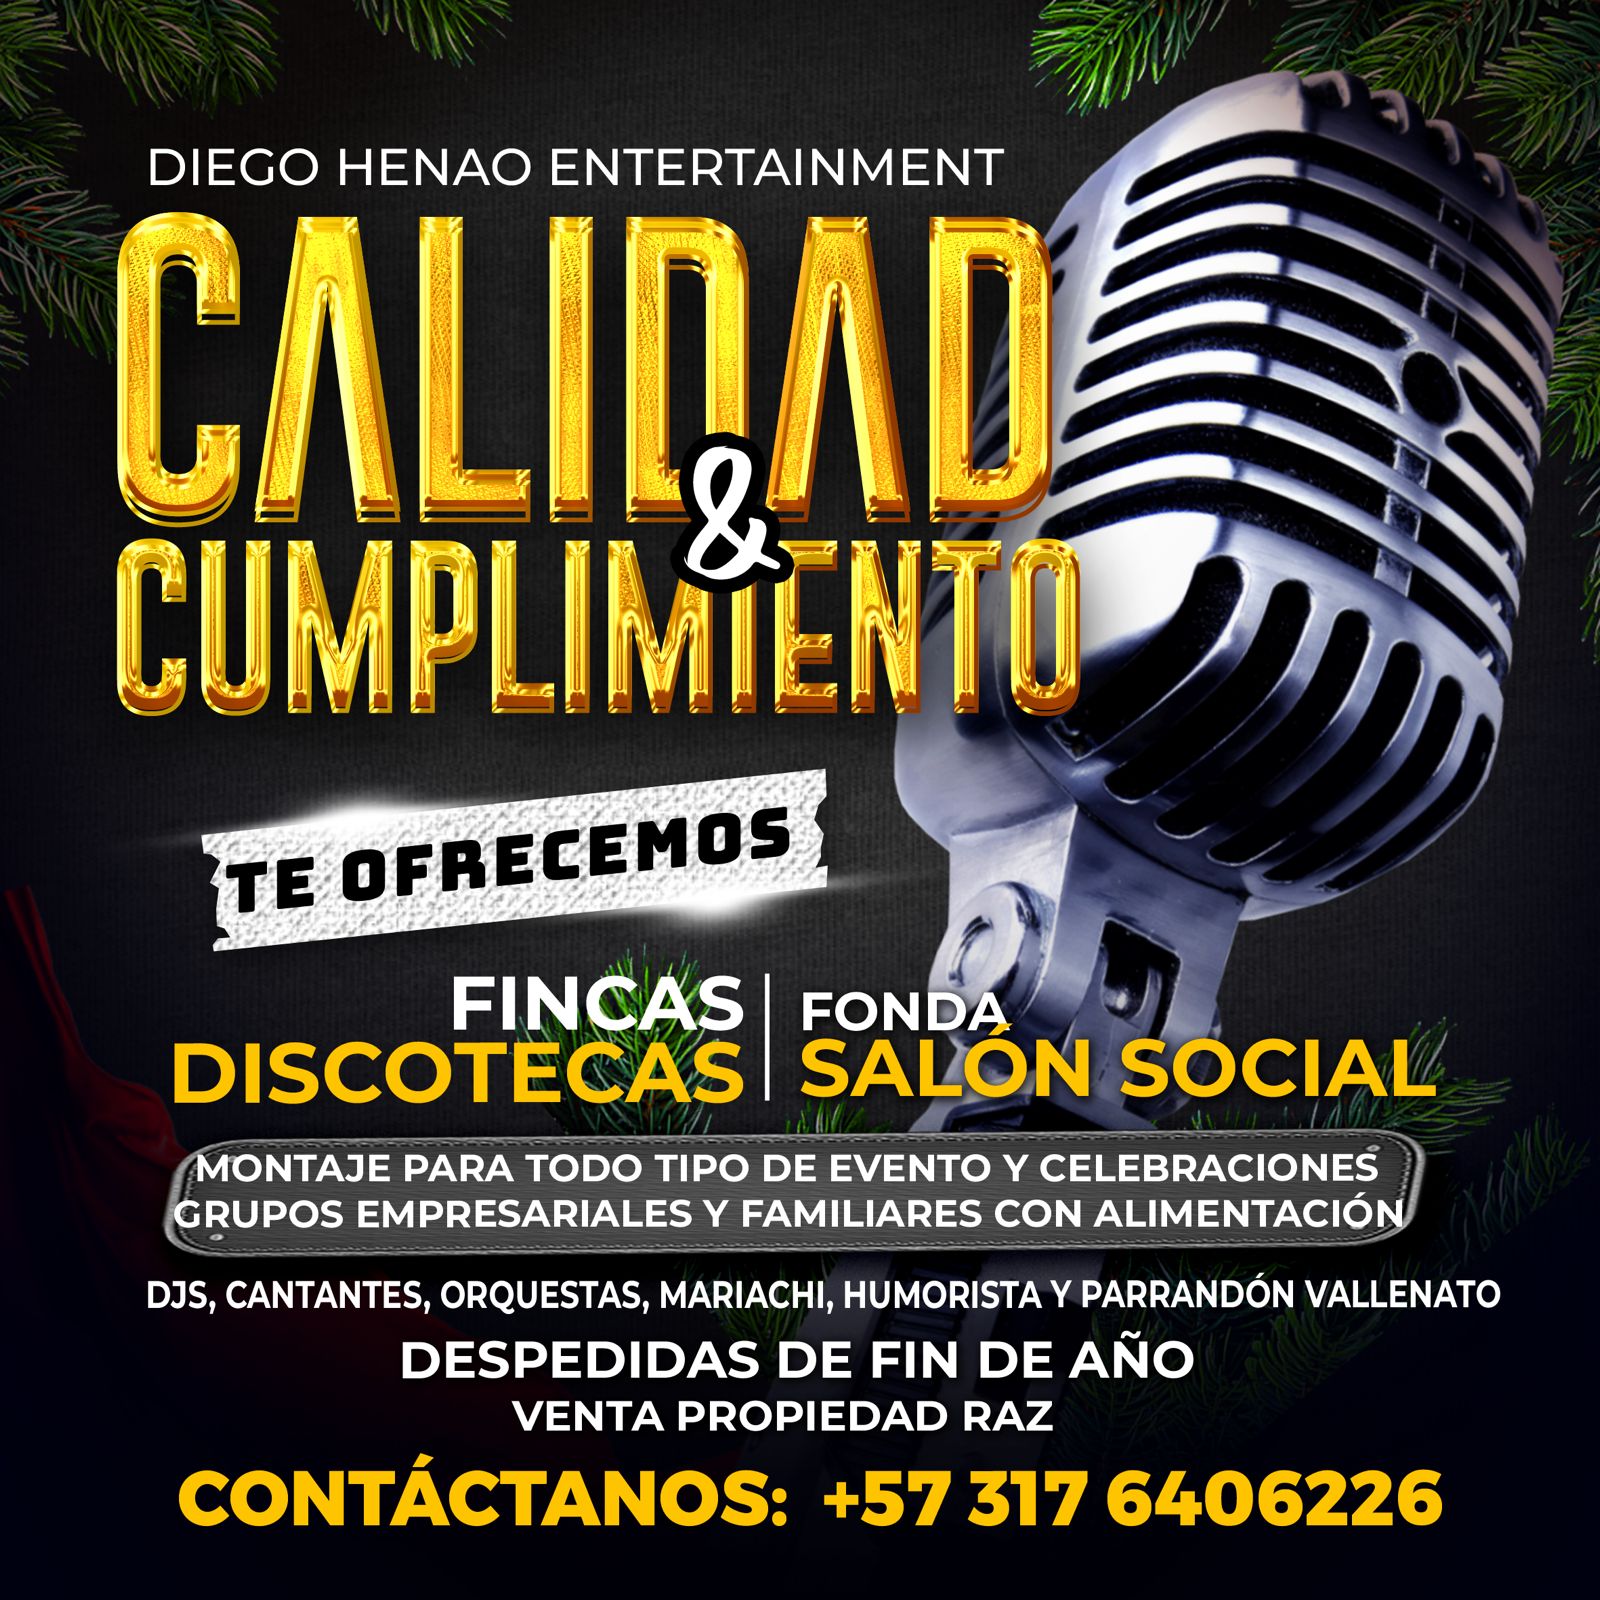 DIEGO HENAO ENTERTAINMENT
CALIDAD
&
CUMPLIMIENTO
TE OFRECEMOS
FINCAS
DISCOTECAS
FONDA
SALÓN SOCIAL
MONTAJE PARA TODO TIPO DE EVENTO Y CELEBRACIONES
GRUPOS EMPRESARIALES Y FAMILIARES CON ALIMENTACIÓN
DJS, CANTANTES, ORQUESTAS, MARIACHI, HUMORISTA Y PARRANDÓN VALLENATO
DESPEDIDAS DE FIN DE AÑO
VENTA PROPIEDAD RAZ
CONTÁCTANOS: +57 317 6406226